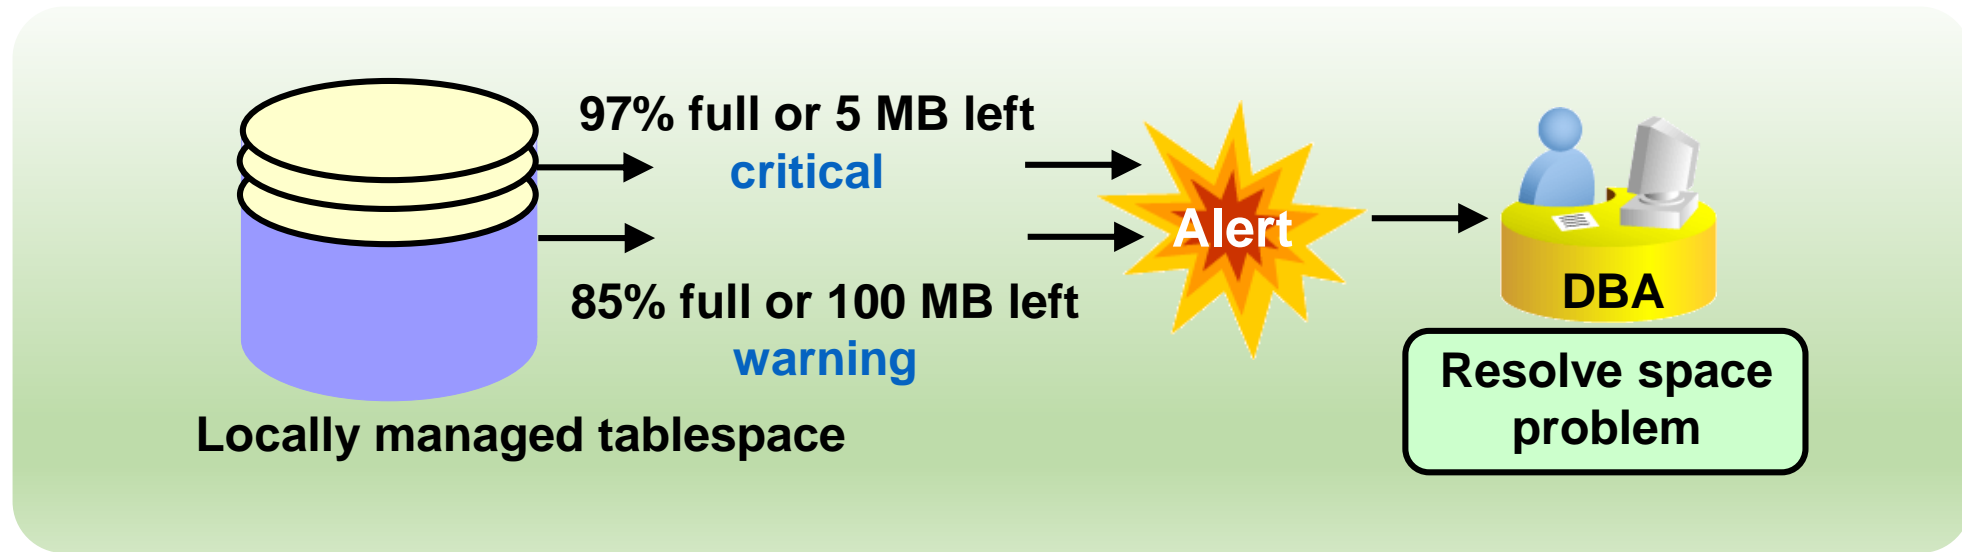 97% full or 5 MB left
critical
Alert
85% full or 100 MB left
warning
DBA
Resolve space
problem
Locally managed tablespace